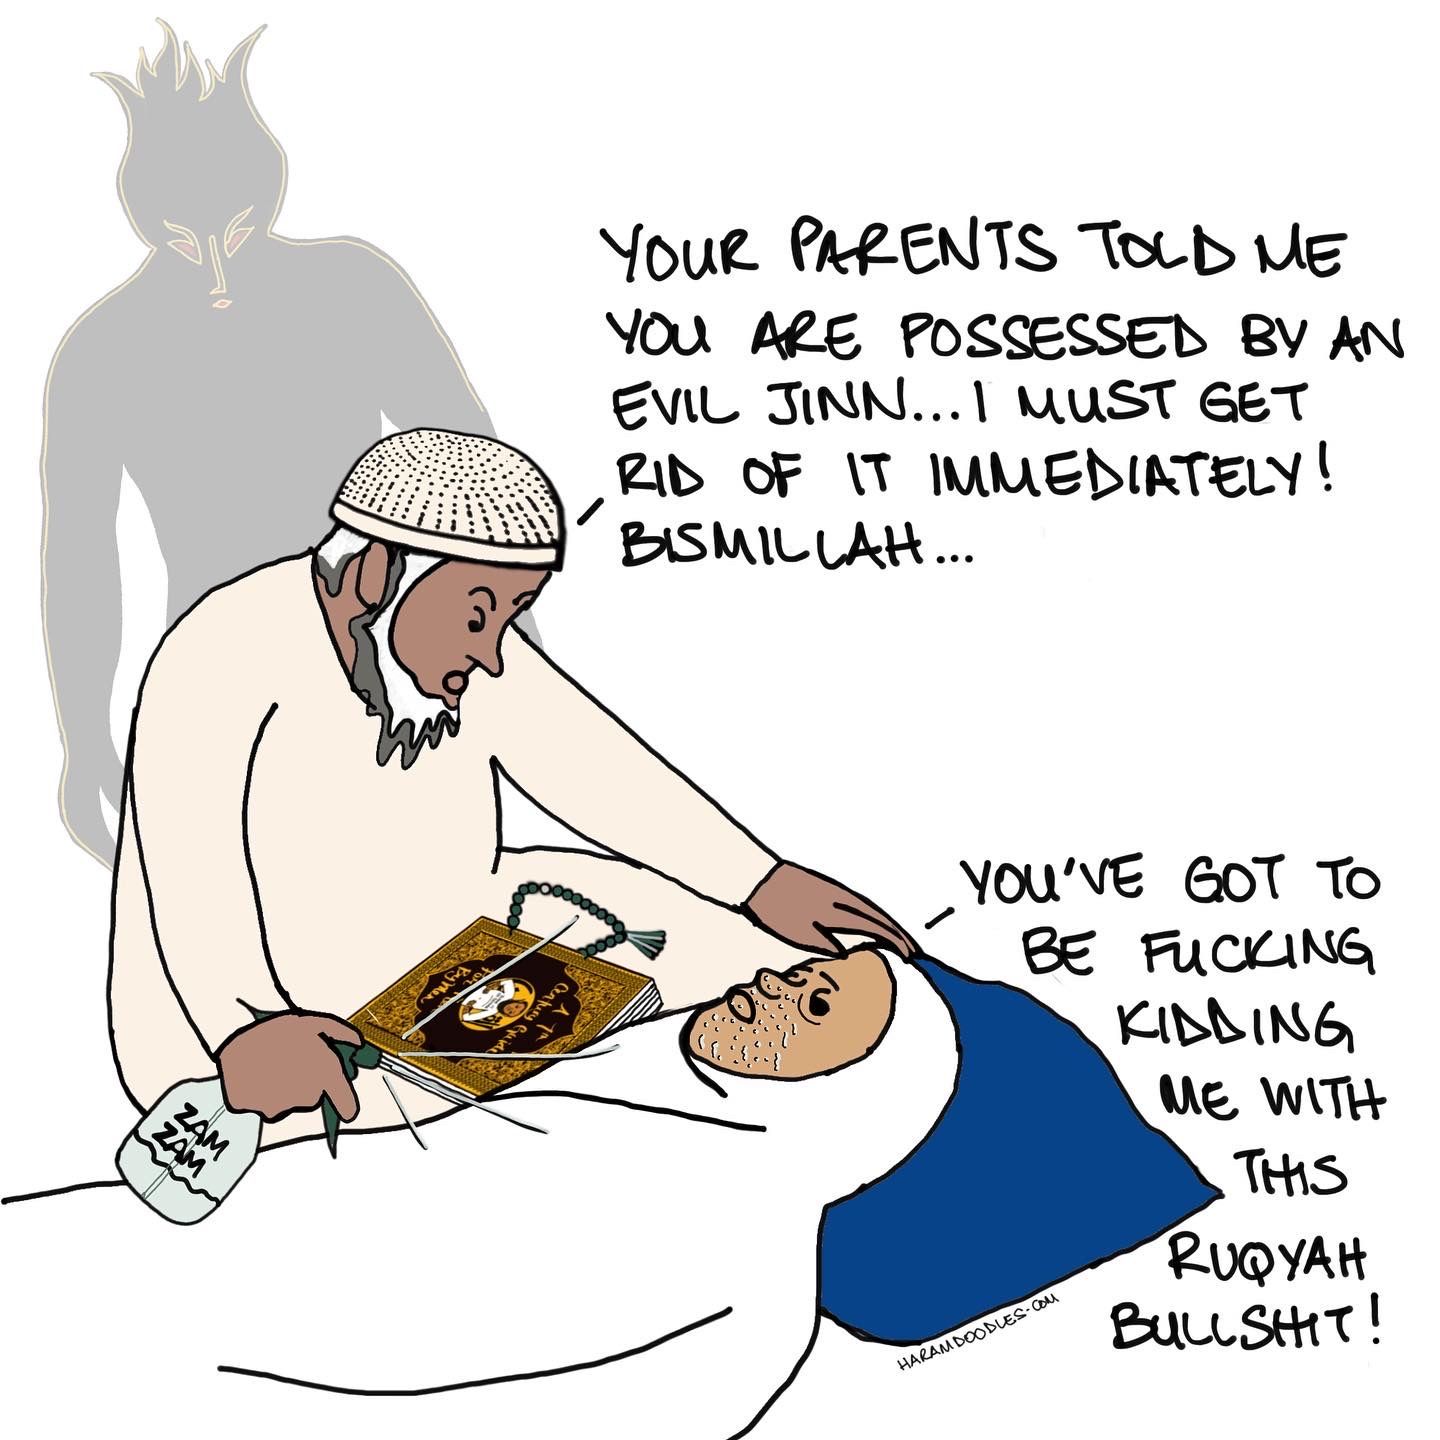 YOUR PARENTS TOLD ME
YOU ARE POSSESSED BY AN
EVIL JINN...I MUST GET
RID OF IT IMMEDIATELY!
BISMILLAH...
YOU'VE GOT TO
BE FUCKING
KIDDING
ME WITH
THIS
RUQYAH
BULLSHIT!
ZAM
ZAM
HARAMDOODLES.COM